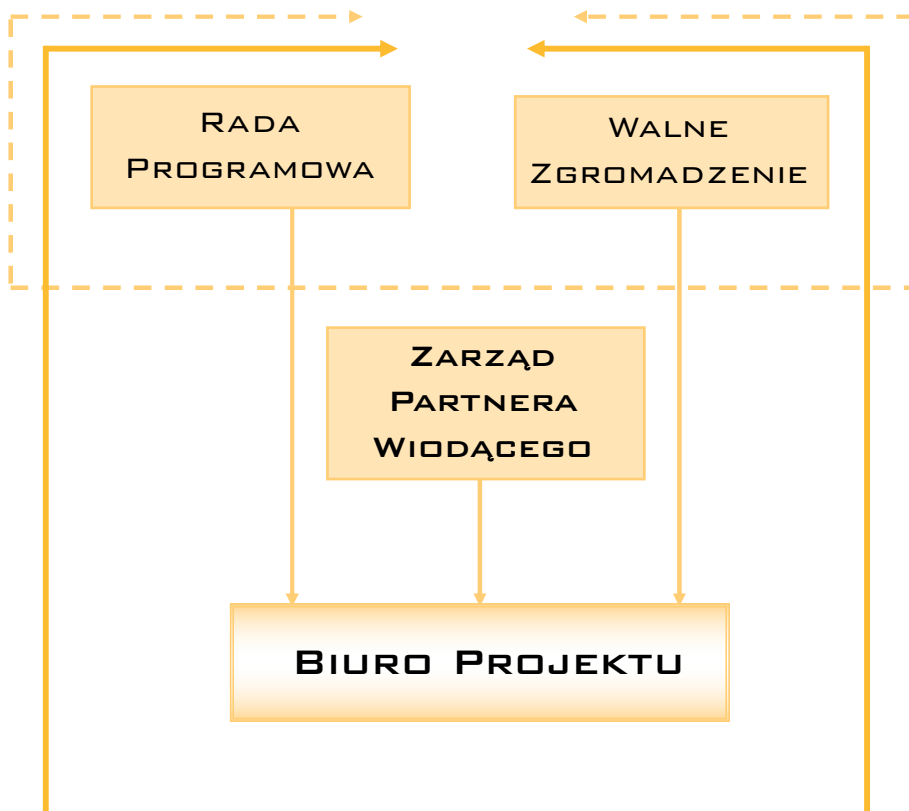 Rada
Programowa
Walne
Zgromadzenie
Zarząd
Partnera
Wiodącego
Biuro Projektu